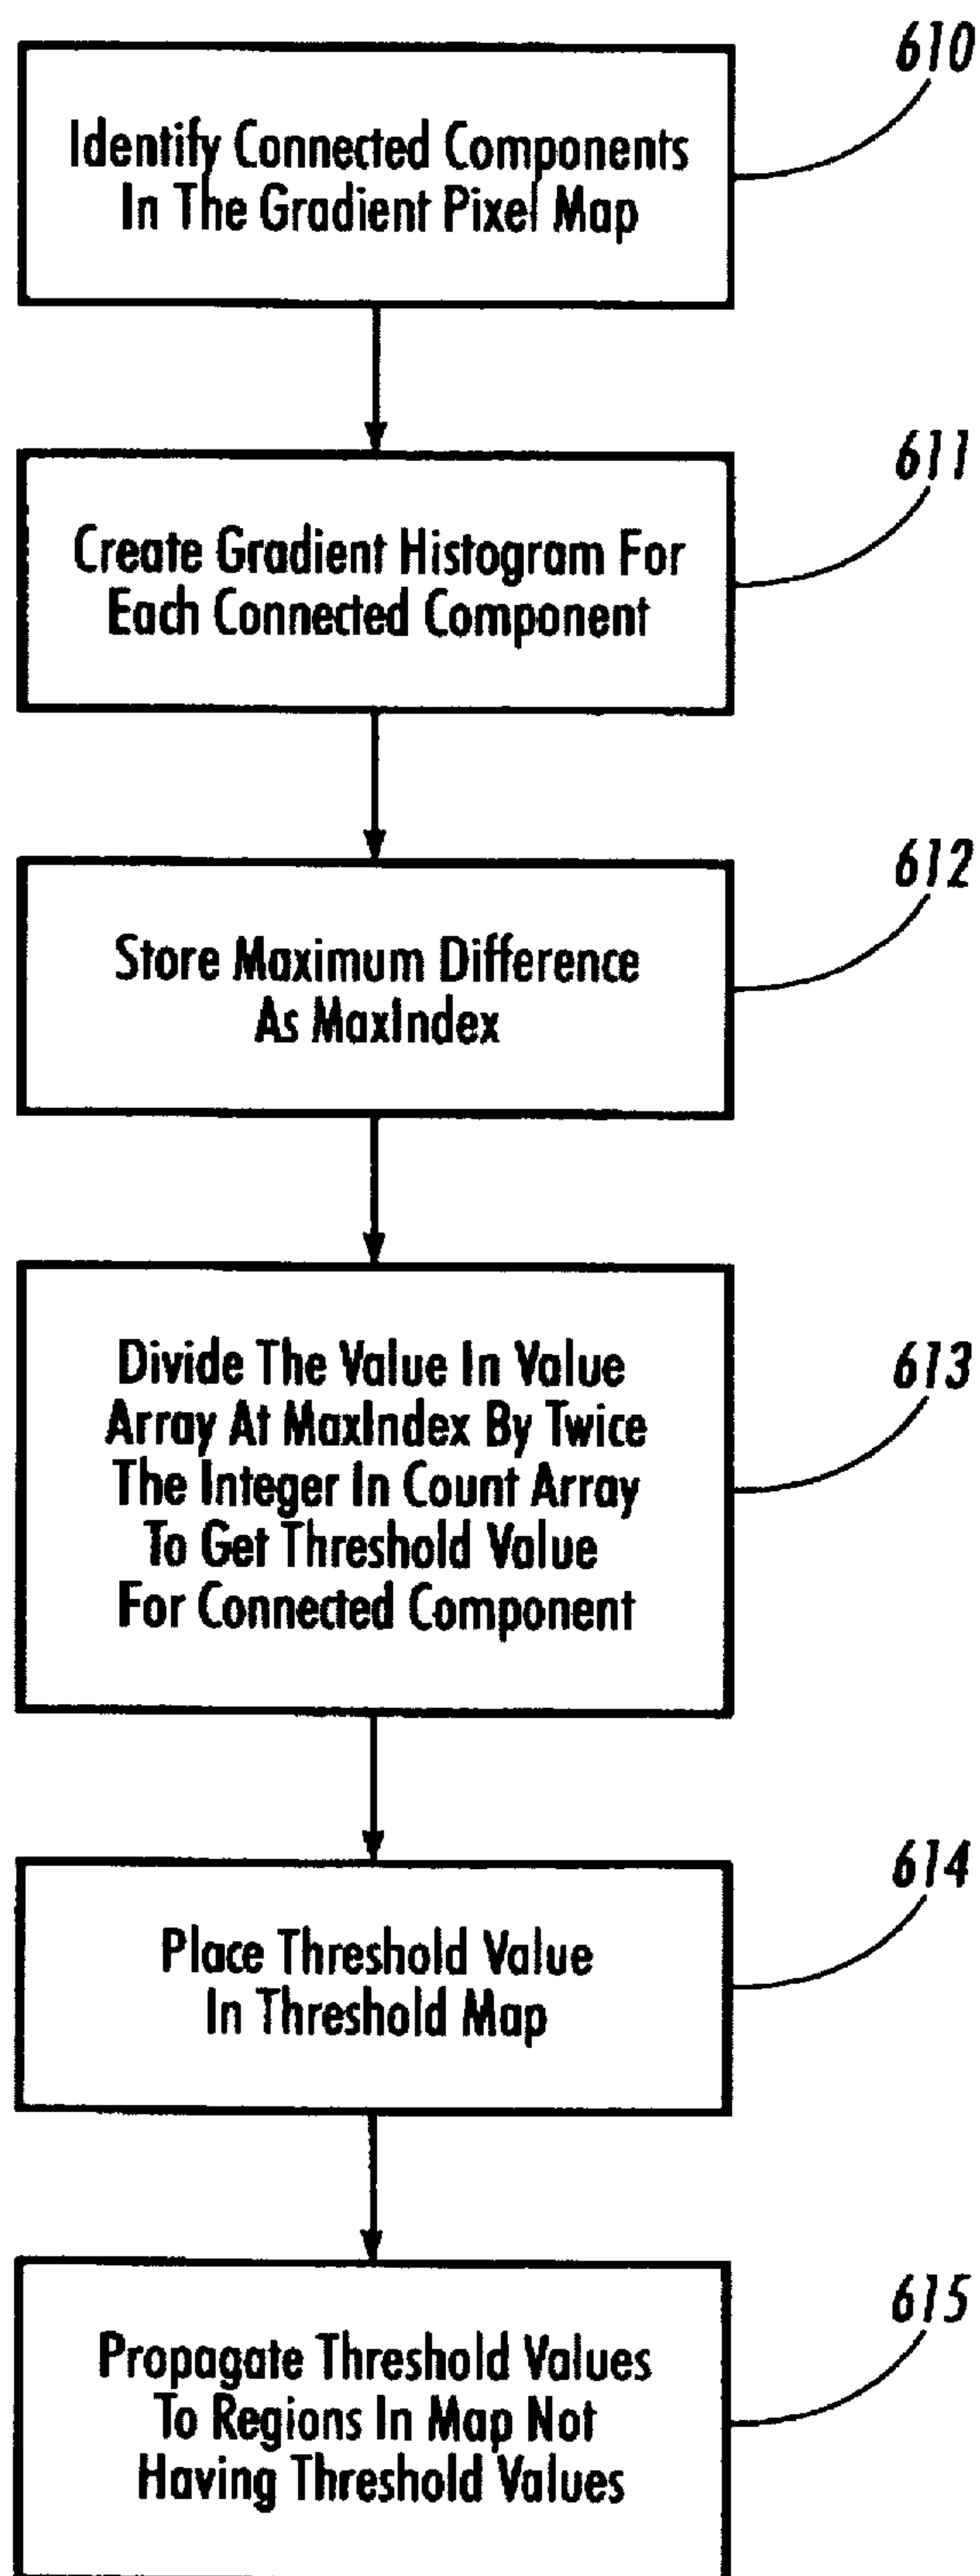 610
Identify Connected Components
In The Gradient Pixel Map
611
Create Gradient Histogram For
Each Connected Component
612
Store Maximum Difference
As MaxIndex
613
Divide The Value In Value
Array At MaxIndex By Twice
The Integer In Count Array
To Get Threshold Value
For Connected Component
614
Place Threshold Value
In Threshold Map
615
Propagate Threshold Values
To Regions In Map Not
Having Threshold Values